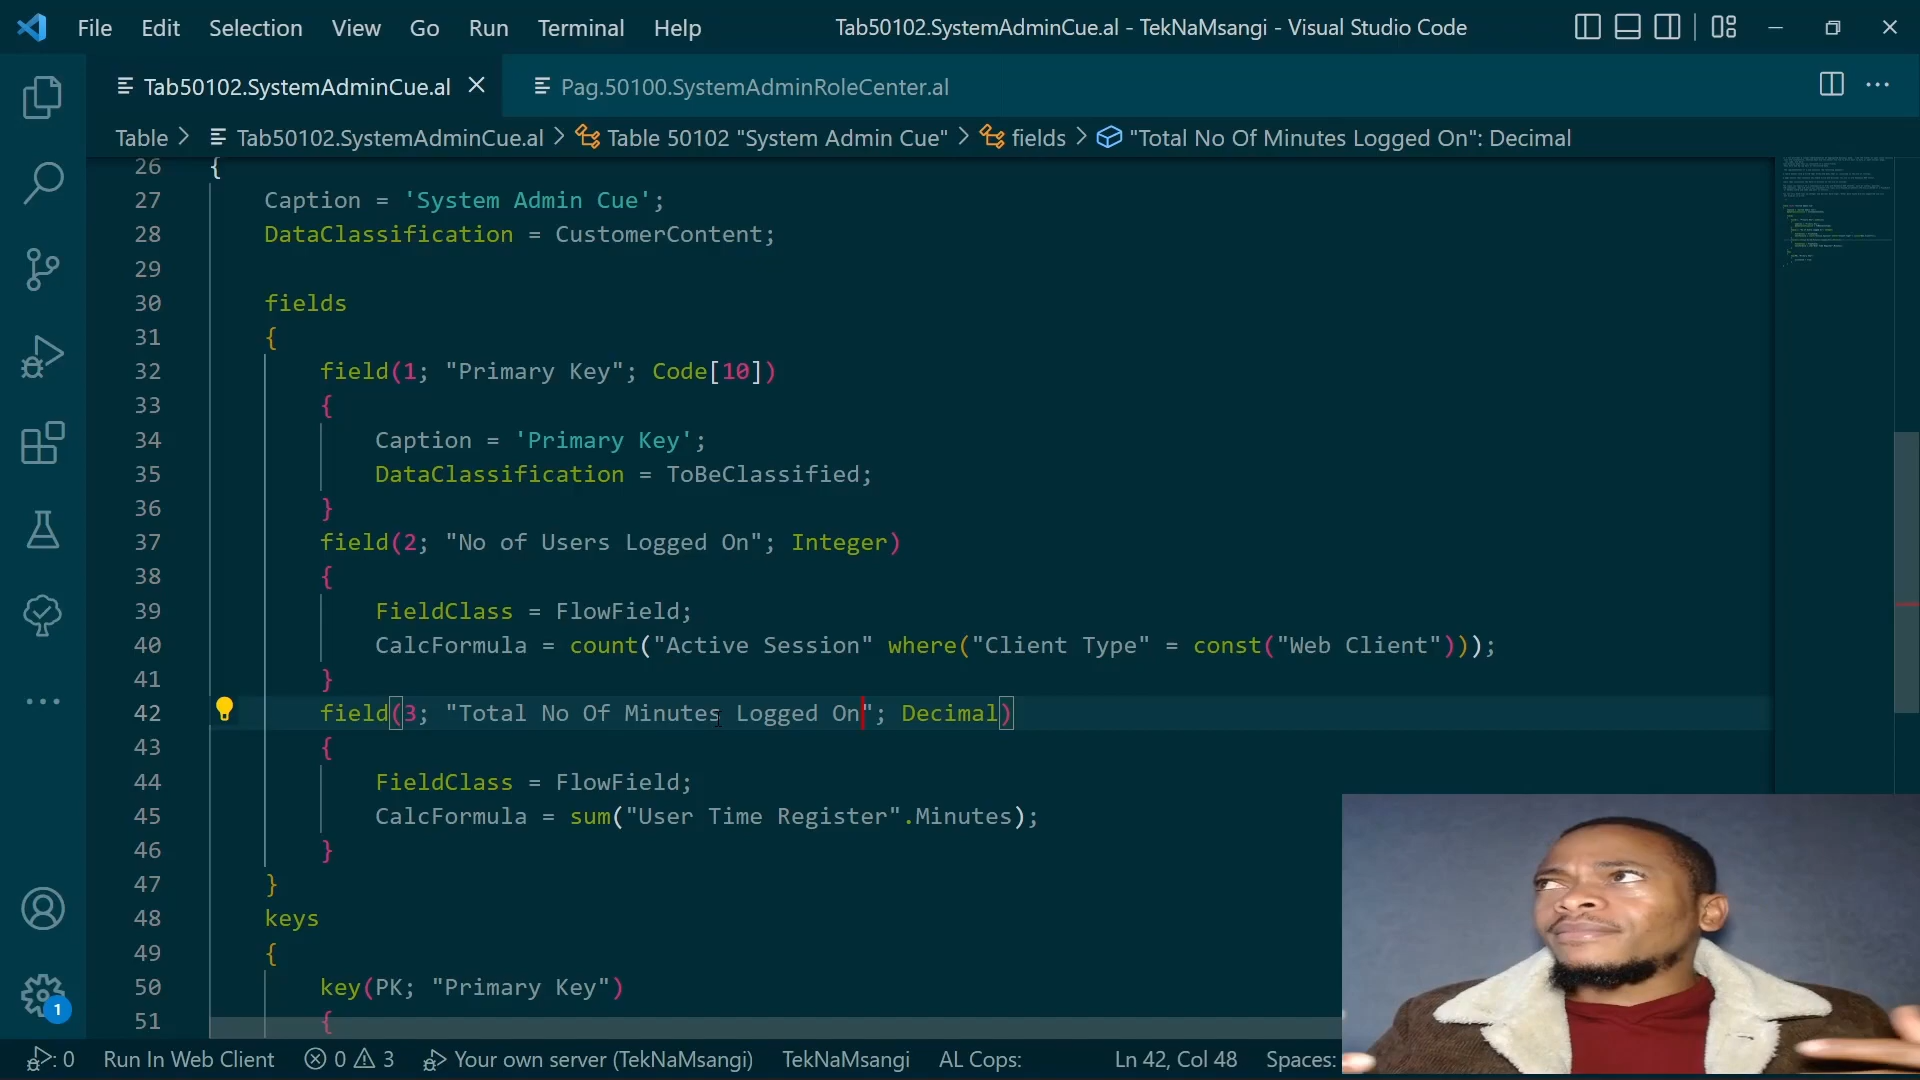 File Edit Selection View Go Run Terminal Help Tab50102.SystemAdminCue.al - TekNaMsangi - Visual Studio Code
Tab50102.SystemAdminCue.al Pag.50100.SystemAdminRoleCenter.al
Table > Tab50102.SystemAdminCue.al > Table 50102 "System Admin Cue" > fields > "Total No Of Minutes Logged On": Decimal
26 {
27 Caption = 'System Admin Cue';
28 DataClassification = CustomerContent;
29
30 fields
31 {
32 field(1; "Primary Key"; Code[10])
33 {
34 Caption = 'Primary Key';
35 DataClassification = ToBeClassified;
36 }
37 field(2; "No of Users Logged On"; Integer)
38 {
39 FieldClass = FlowField;
40 CalcFormula = count("Active Session" where("Client Type" = const("Web Client")));
41 }
42 field(3; "Total No Of Minutes Logged On"; Decimal)
43 {
44 FieldClass = FlowField;
45 CalcFormula = sum("User Time Register".Minutes);
46 }
47 }
48 keys
49 {
50 key(PK; "Primary Key")
51 {
1
0 Run In Web Client 0 3 Your own server (TekNaMsangi) TekNaMsangi AL Cops: Ln 42, Col 48 Spaces: